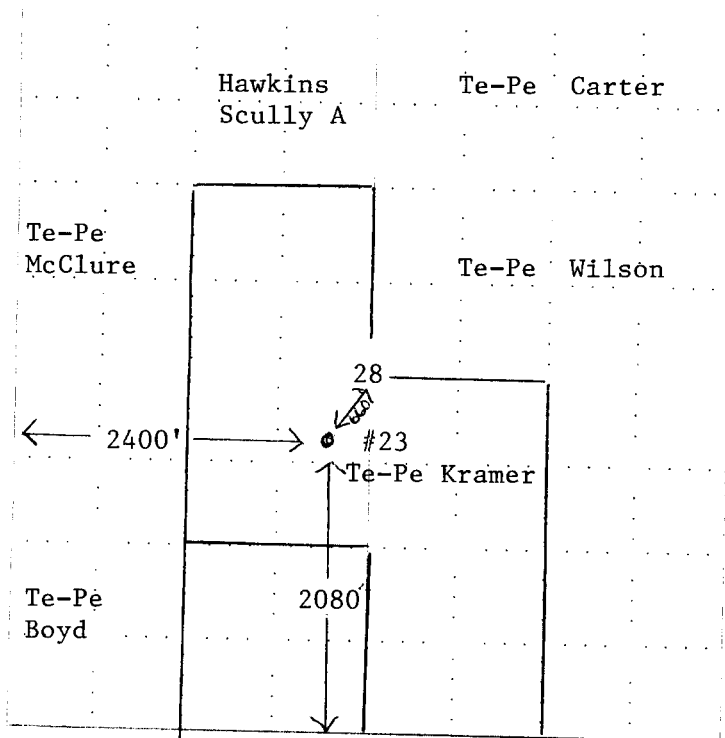 Hawkins
Scully A
Te-Pe Carter
Te-Pe
McClure
Te-Pe Wilson
28
2400'
#23
Te-Pe Kramer
Te-Pe
Boyd
2080'